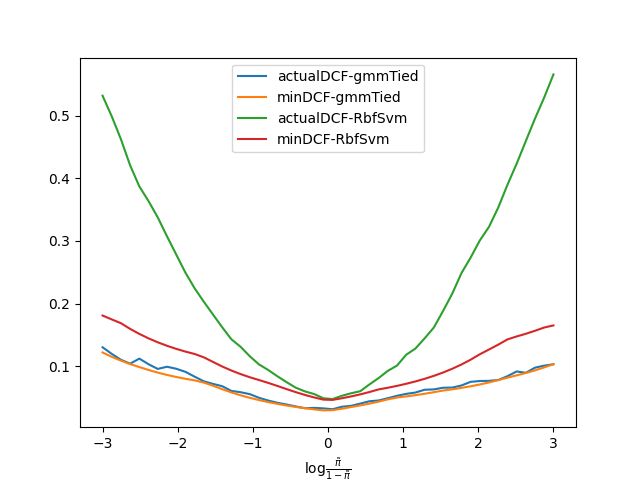 actualDCF-gmmTied
minDCF-gmmTied
actualDCF-RbfSvm
minDCF-RbfSvm
0.5
0.4
0.3
0.2
0.1
−3 −2 −1 0 1 2 3
log π̃/(1 − π̃)